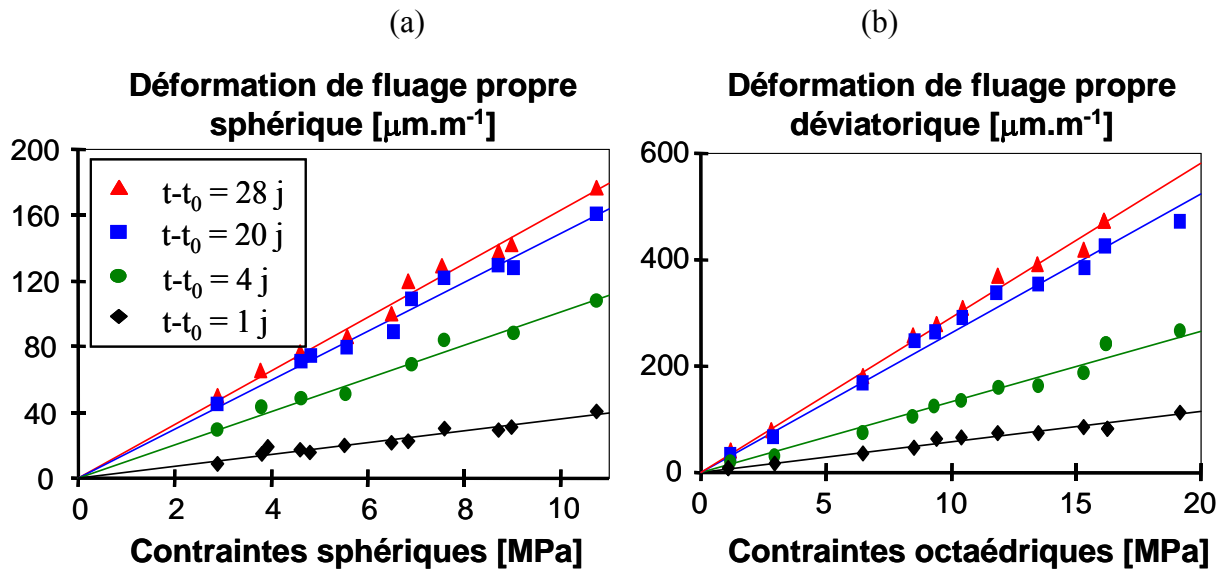 (a)
(b)
Déformation de fluage propre
sphérique [μm.m-1]
200
160
120
80
40
0
t-t0 = 28 j
t-t0 = 20 j
t-t0 = 4 j
t-t0 = 1 j
0 2 4 6 8 10
Contraintes sphériques [MPa]
Déformation de fluage propre
déviatorique [μm.m-1]
600
400
200
0
0 5 10 15 20
Contraintes octaédriques [MPa]